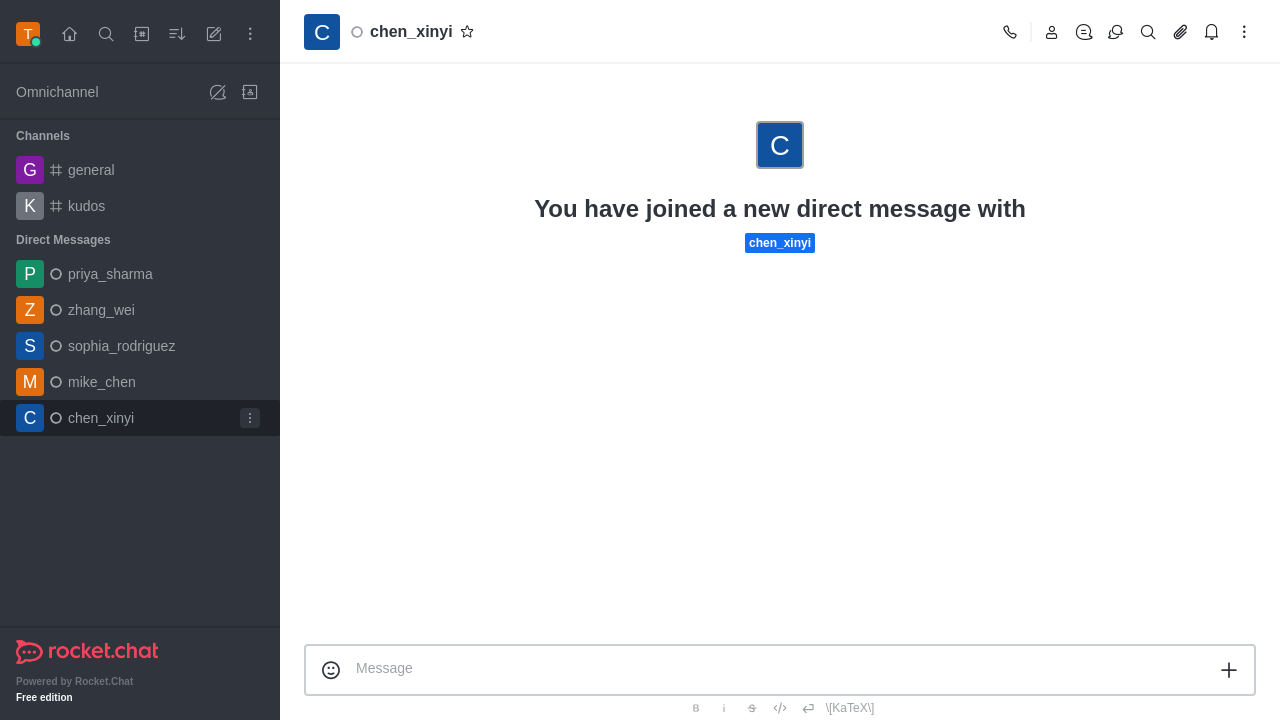 T
Omnichannel
Channels
G general
K kudos
Direct Messages
P priya_sharma
Z zhang_wei
S sophia_rodriguez
M mike_chen
C chen_xinyi
rocket.chat
Powered by Rocket.Chat
Free edition
C chen_xinyi
C
You have joined a new direct message with
chen_xinyi
Message
B i S \[KaTeX\]